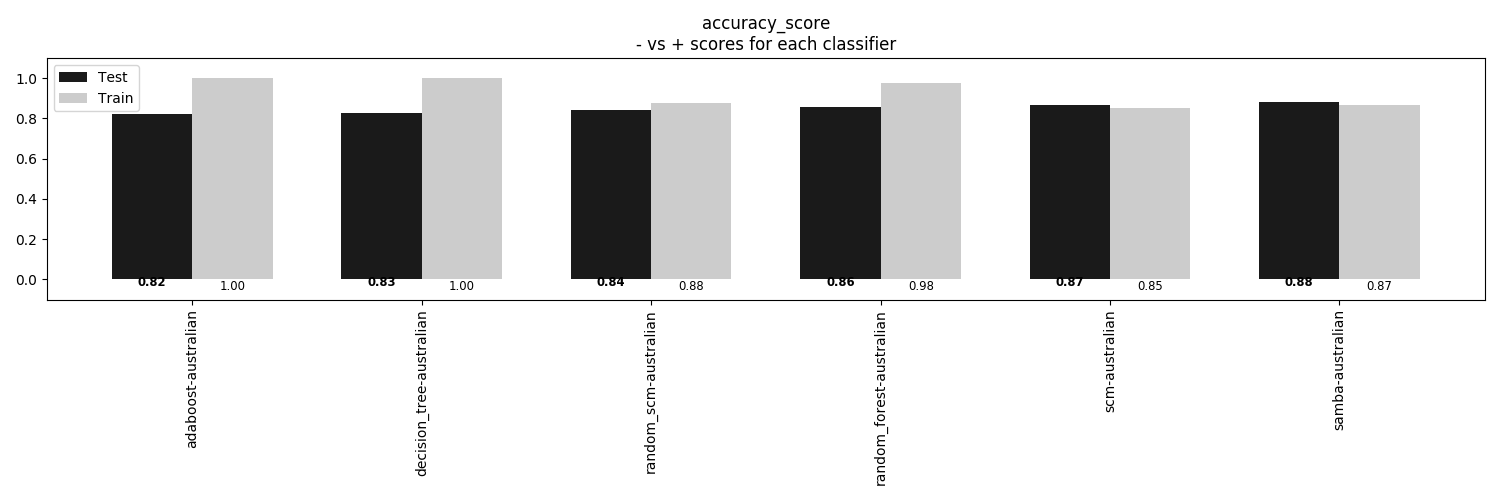 accuracy_score
- vs + scores for each classifier
Test
Train
1.0
0.8
0.6
0.4
0.2
0.0
0.82 1.00 0.83 1.00 0.84 0.88 0.86 0.98 0.87 0.85 0.88 0.87
adaboost-australian
decision_tree-australian
random_scm-australian
random_forest-australian
scm-australian
samba-australian